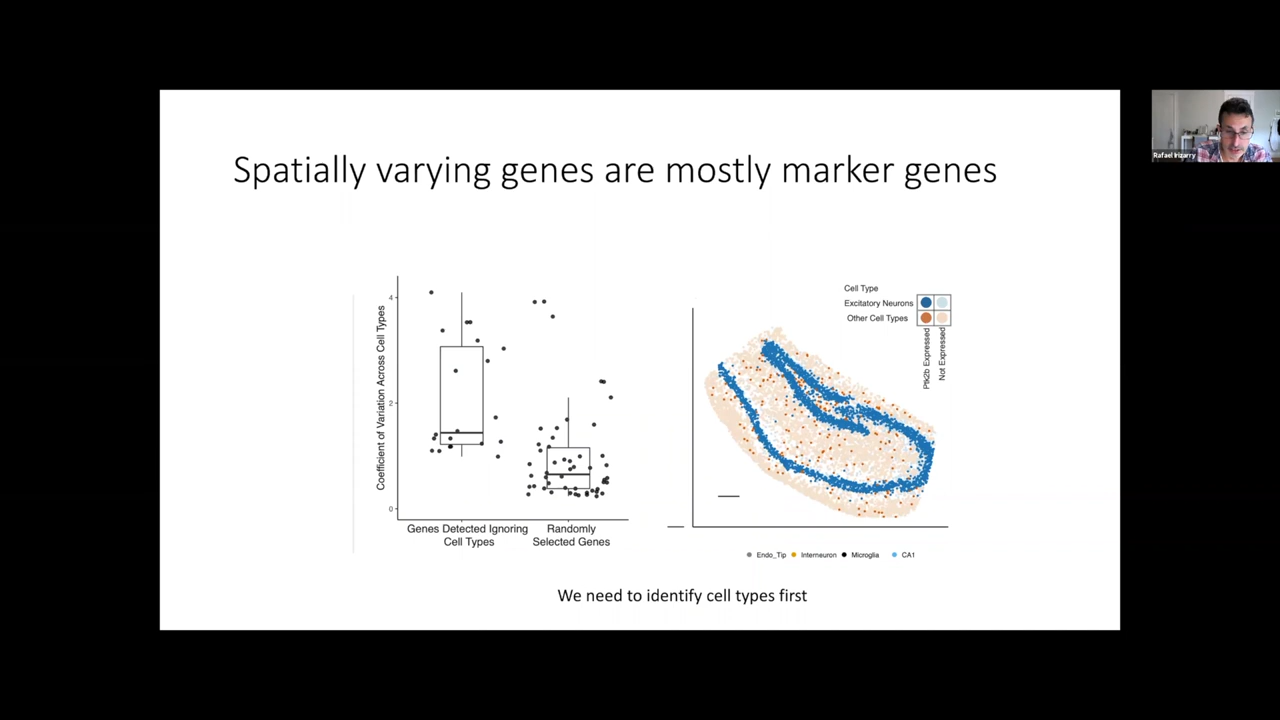 Spatially varying genes are mostly marker genes
Rafael Irizarry
Coefficient of Variation Across Cell Types
4
2
0
Genes Detected Ignoring
Cell Types
Randomly
Selected Genes
Cell Type
Excitatory Neurons
Other Cell Types
Ptk2b Expressed
Not Expressed
Endo_Tip
Interneuron
Microglia
CA1
We need to identify cell types first